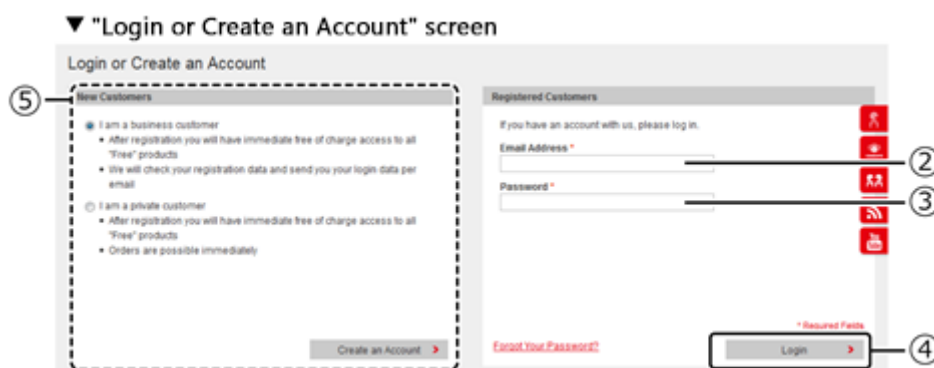 ▼ "Login or Create an Account" screen
Login or Create an Account
⑤
New Customers
I am a business customer
• After registration you will have immediate free of charge access to all
"Free" products
• We will check your registration data and send you your login data per
email
I am a private customer
• After registration you will have immediate free of charge access to all
"Free" products
• Orders are possible immediately
Create an Account
Registered Customers
If you have an account with us, please log in.
Email Address *
②
Password *
③
You
Tube
* Required Fields
Forgot Your Password?
Login
④